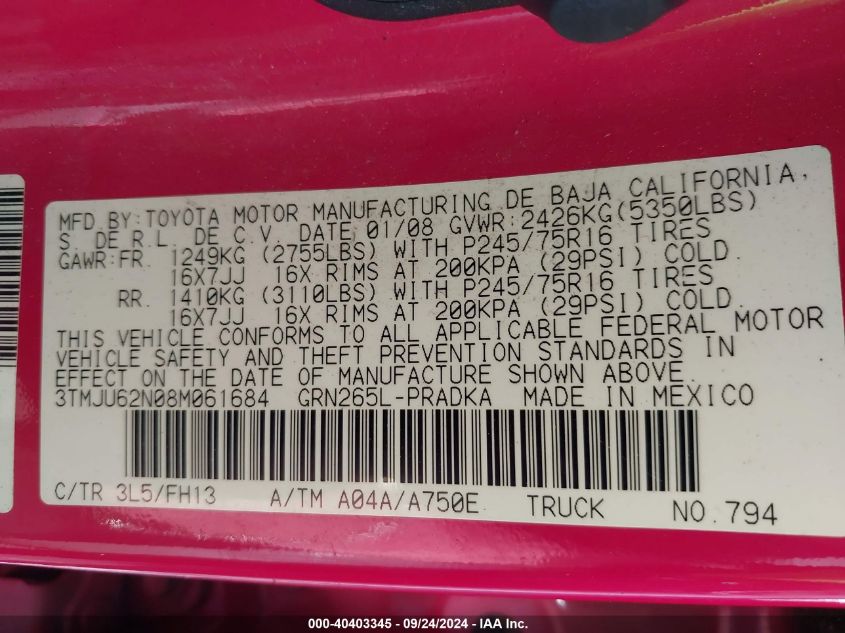 MFD BY:TOYOTA MOTOR MANUFACTURING DE BAJA CALIFORNIA,
S. DE R.L. DE C.V. DATE 01/08 GVWR:2426KG(5350LBS)
GAWR:FR. 1249KG (2755LBS) WITH P245/75R16 TIRES
16X7JJ 16X RIMS AT 200KPA (29PSI) COLD.
RR. 1410KG (3110LBS) WITH P245/75R16 TIRES
16X7JJ 16X RIMS AT 200KPA (29PSI) COLD.
THIS VEHICLE CONFORMS TO ALL APPLICABLE FEDERAL MOTOR
VEHICLE SAFETY AND THEFT PREVENTION STANDARDS IN
EFFECT ON THE DATE OF MANUFACTURE SHOWN ABOVE.
3TMJU62N08M061684 GRN265L-PRADKA MADE IN MEXICO
C/TR 3L5/FH13 A/TM A04A/A750E TRUCK NO.794
000-40403345 - 09/24/2024 - IAA Inc.